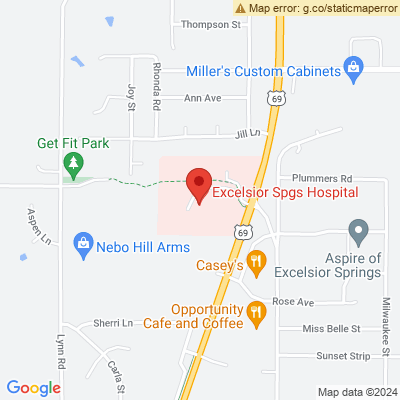 Map error: g.co/staticmaperror
Thompson St
Miller's Custom Cabinets
69
Rhonda Rd
Joy St
Ann Ave
Jill Ln
Get Fit Park
Plummers Rd
Excelsior Spgs Hospital
Aspen Ln
69
Nebo Hill Arms
Casey's
Aspire of
Excelsior Springs
Rose Ave
Opportunity
Cafe and Coffee
Milwaukee St
Sherri Ln
Miss Belle St
Lynn Rd
Carla St
Sunset Strip
Google
Map data ©2024